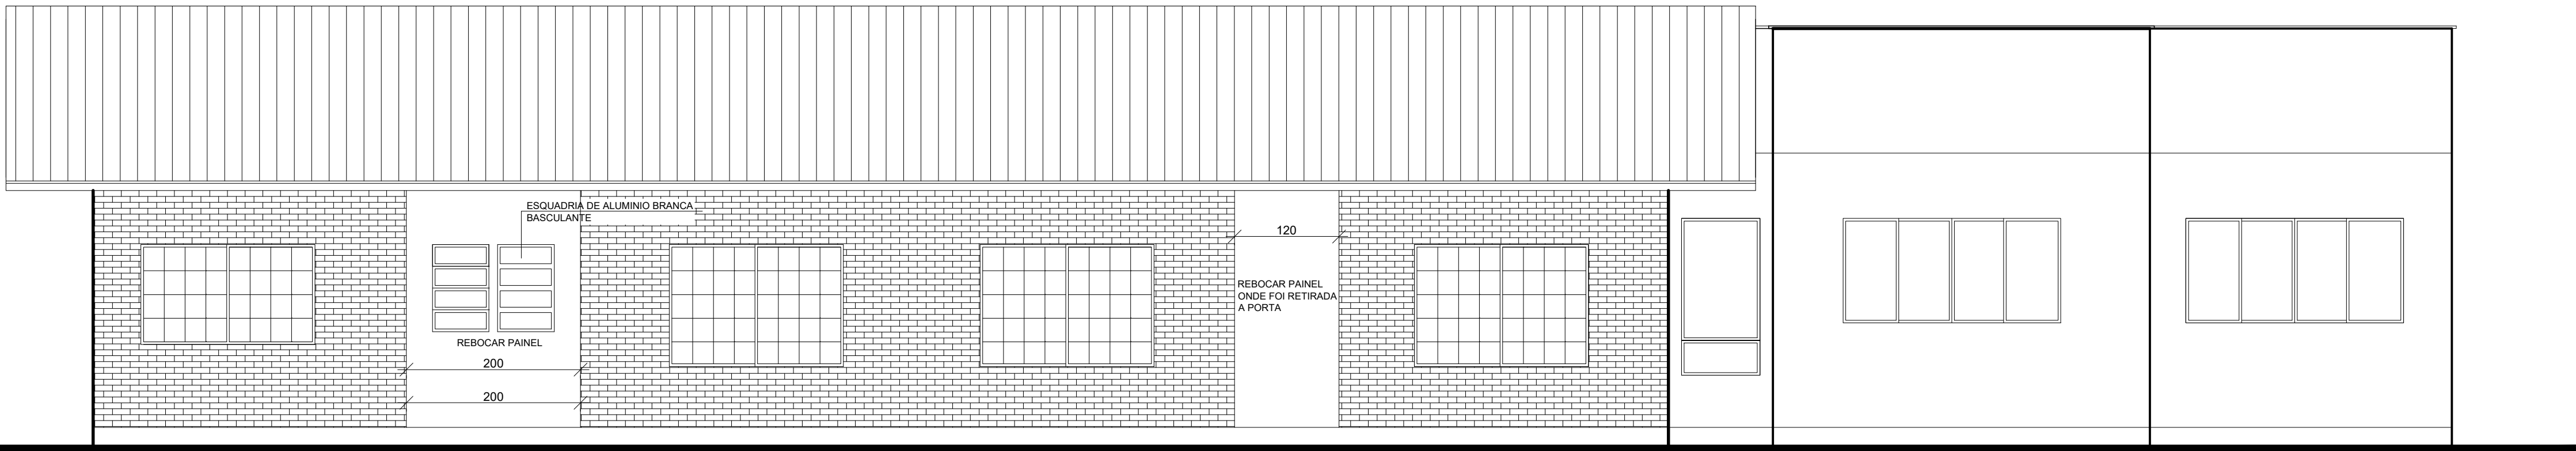 ESQUADRIA DE ALUMINIO BRANCA
BASCULANTE
120
REBOCAR PAINEL
ONDE FOI RETIRADA
A PORTA
REBOCAR PAINEL
200
200